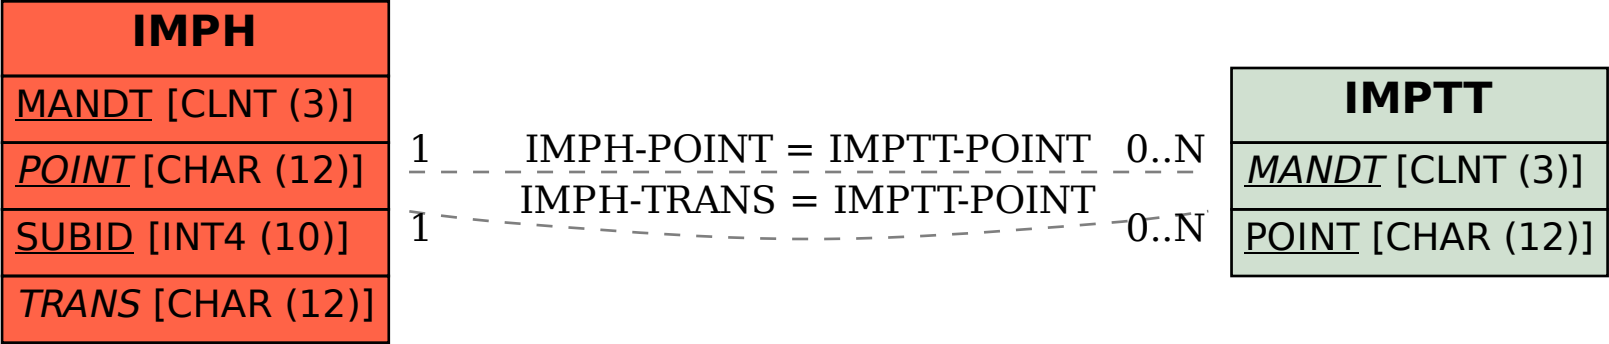 IMPH
MANDT [CLNT (3)]
POINT [CHAR (12)]
SUBID [INT4 (10)]
TRANS [CHAR (12)]
1 IMPH-POINT = IMPTT-POINT 0..N
IMPH-TRANS = IMPTT-POINT
1 0..N
IMPTT
MANDT [CLNT (3)]
POINT [CHAR (12)]